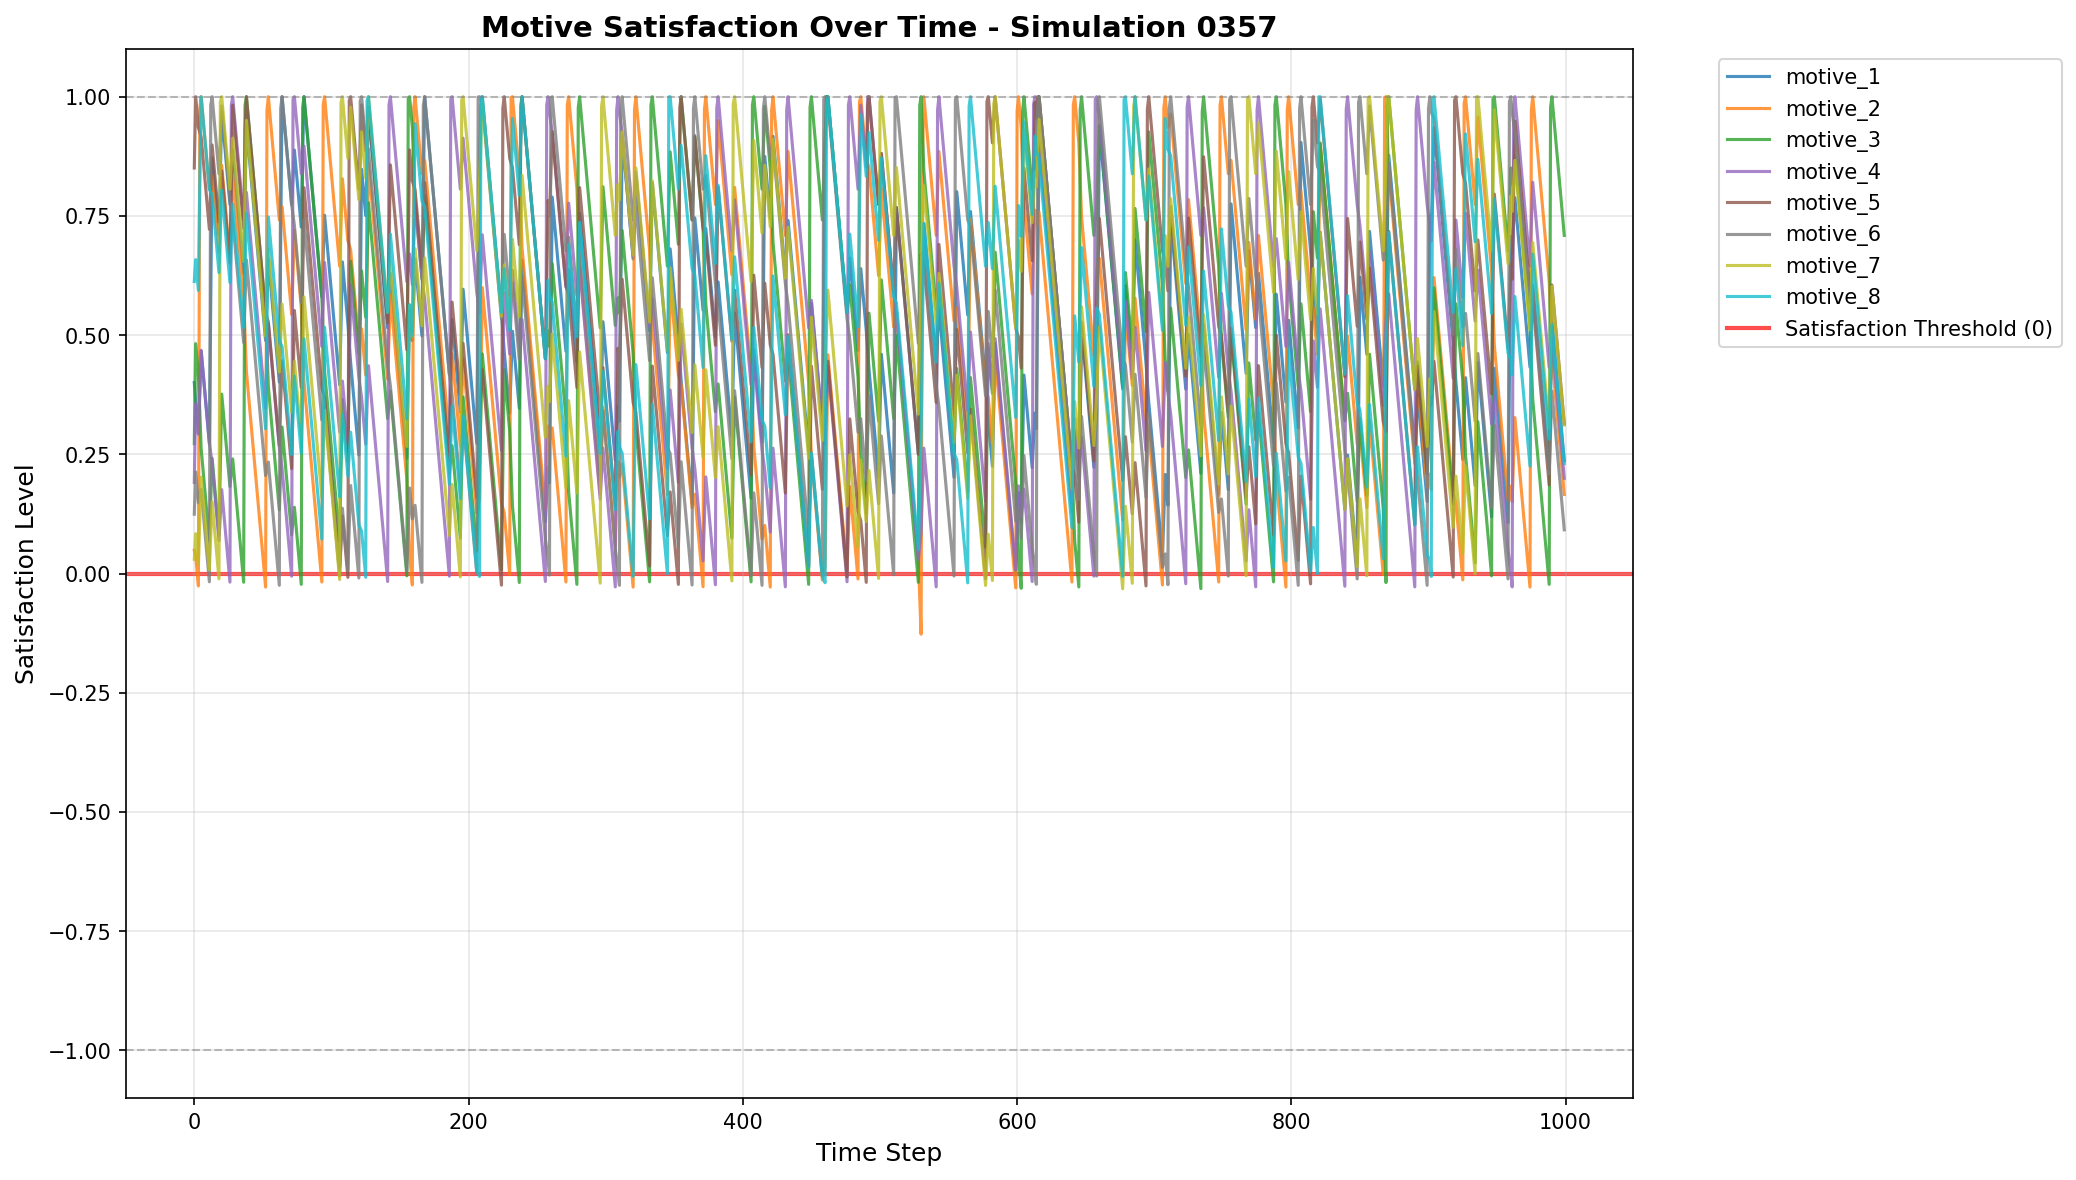 Motive Satisfaction Over Time - Simulation 0357
Satisfaction Level
1.00
0.75
0.50
0.25
0.00
−0.25
−0.50
−0.75
−1.00
0
200
400
600
800
1000
Time Step
motive_1
motive_2
motive_3
motive_4
motive_5
motive_6
motive_7
motive_8
Satisfaction Threshold (0)